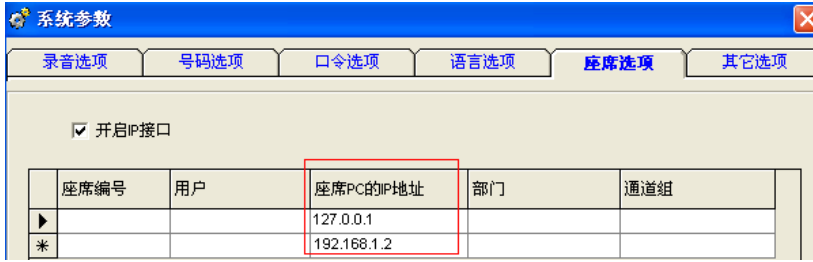 系统参数
录音选项 号码选项 口令选项 语言选项 座席选项 其它选项
开启IP接口
座席编号 用户 座席PC的IP地址 部门 通道组
127.0.0.1
192.168.1.2